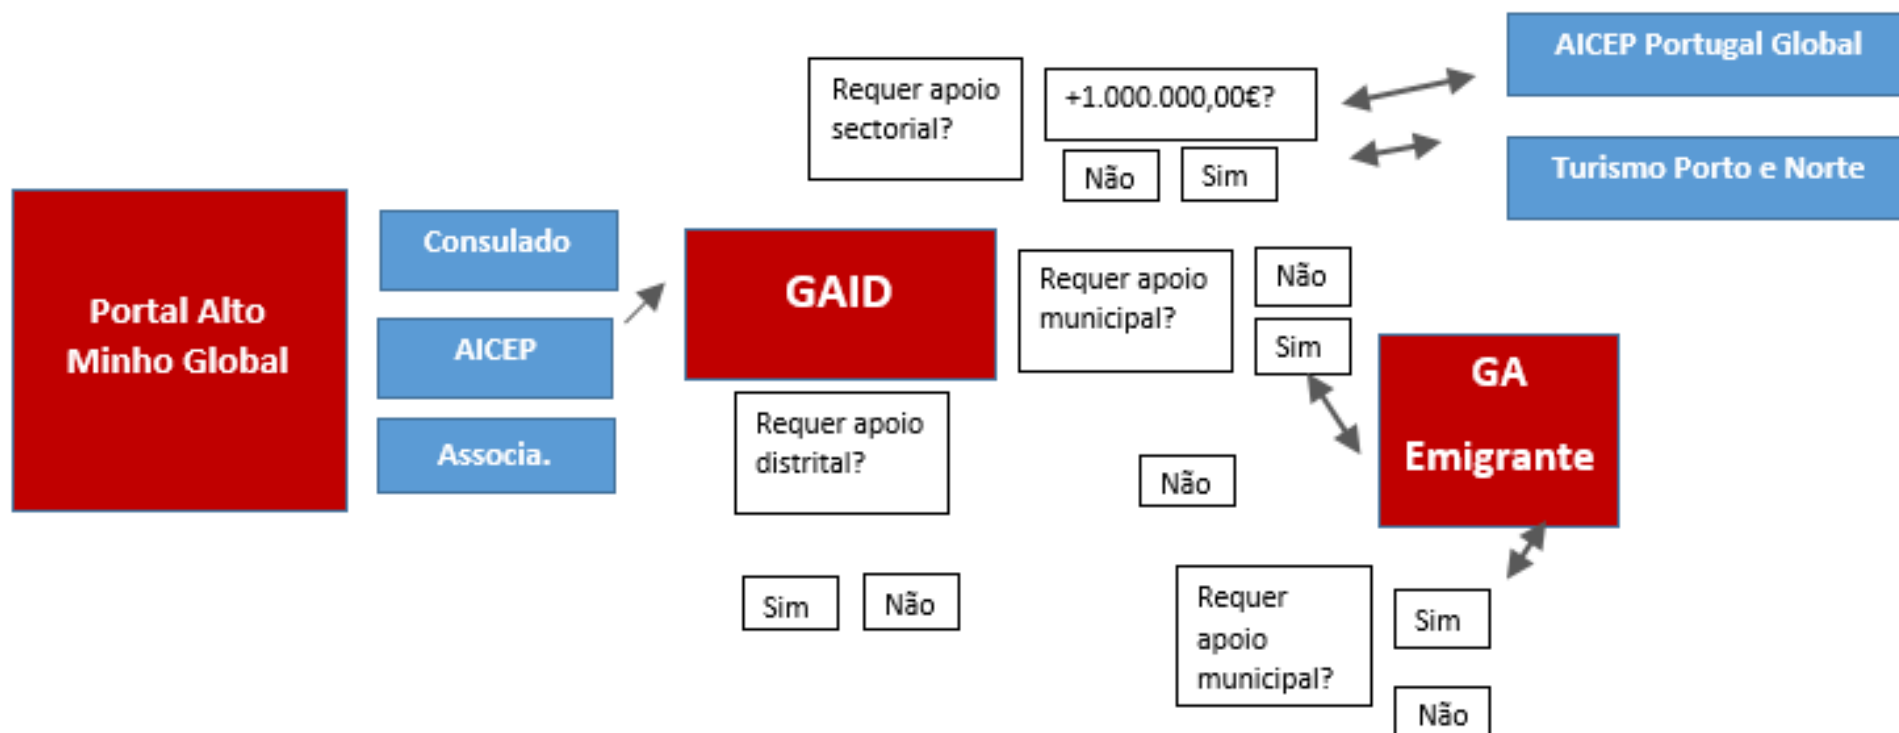 AICEP Portugal Global
Requer apoio
sectorial?
+1.000.000,00€?
Não
Sim
Turismo Porto e Norte
Portal Alto
Minho Global
Consulado
AICEP
Associa.
GAID
Requer apoio
municipal?
Não
Sim
GA
Emigrante
Requer apoio
distrital?
Não
Sim
Não
Requer
apoio
municipal?
Sim
Não